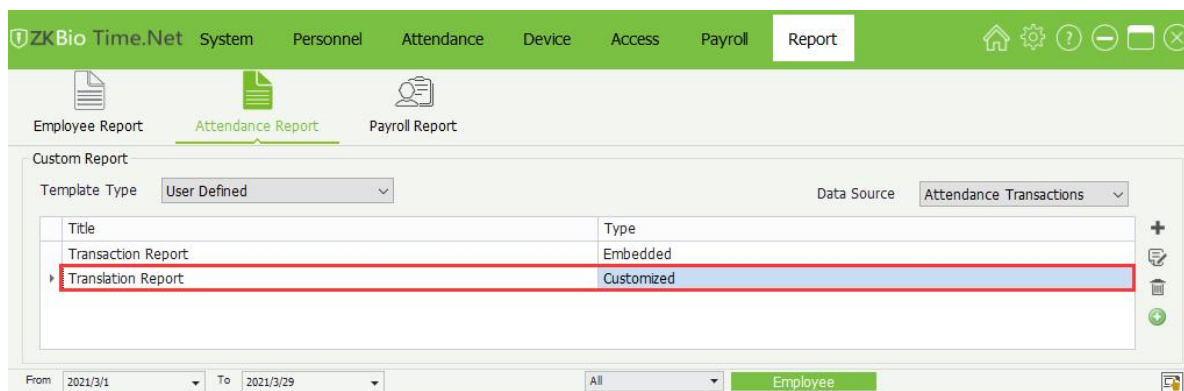 ZKBio Time.Net System Personnel Attendance Device Access Payroll Report
Employee Report Attendance Report Payroll Report
Custom Report
Template Type User Defined Data Source Attendance Transactions
Title Type
Transaction Report Embedded
Translation Report Customized
From 2021/3/1 To 2021/3/29 All Employee